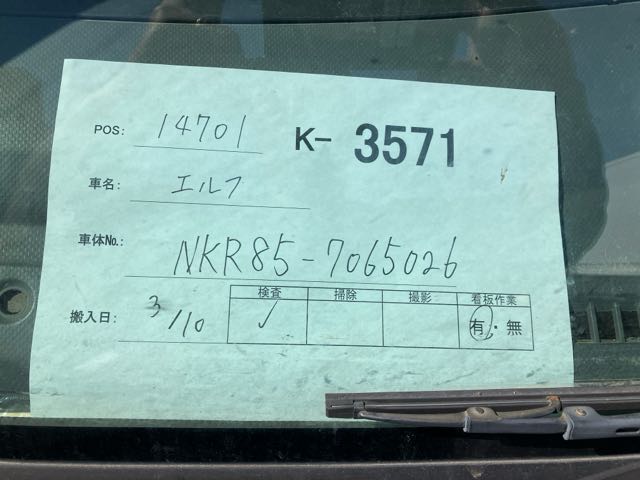 POS: 14701 K- 3571
車名: エルフ
車体No.: NKR85-7065026
検査 掃除 撮影 看板作業
搬入日: 3/10 ✓ 有・無